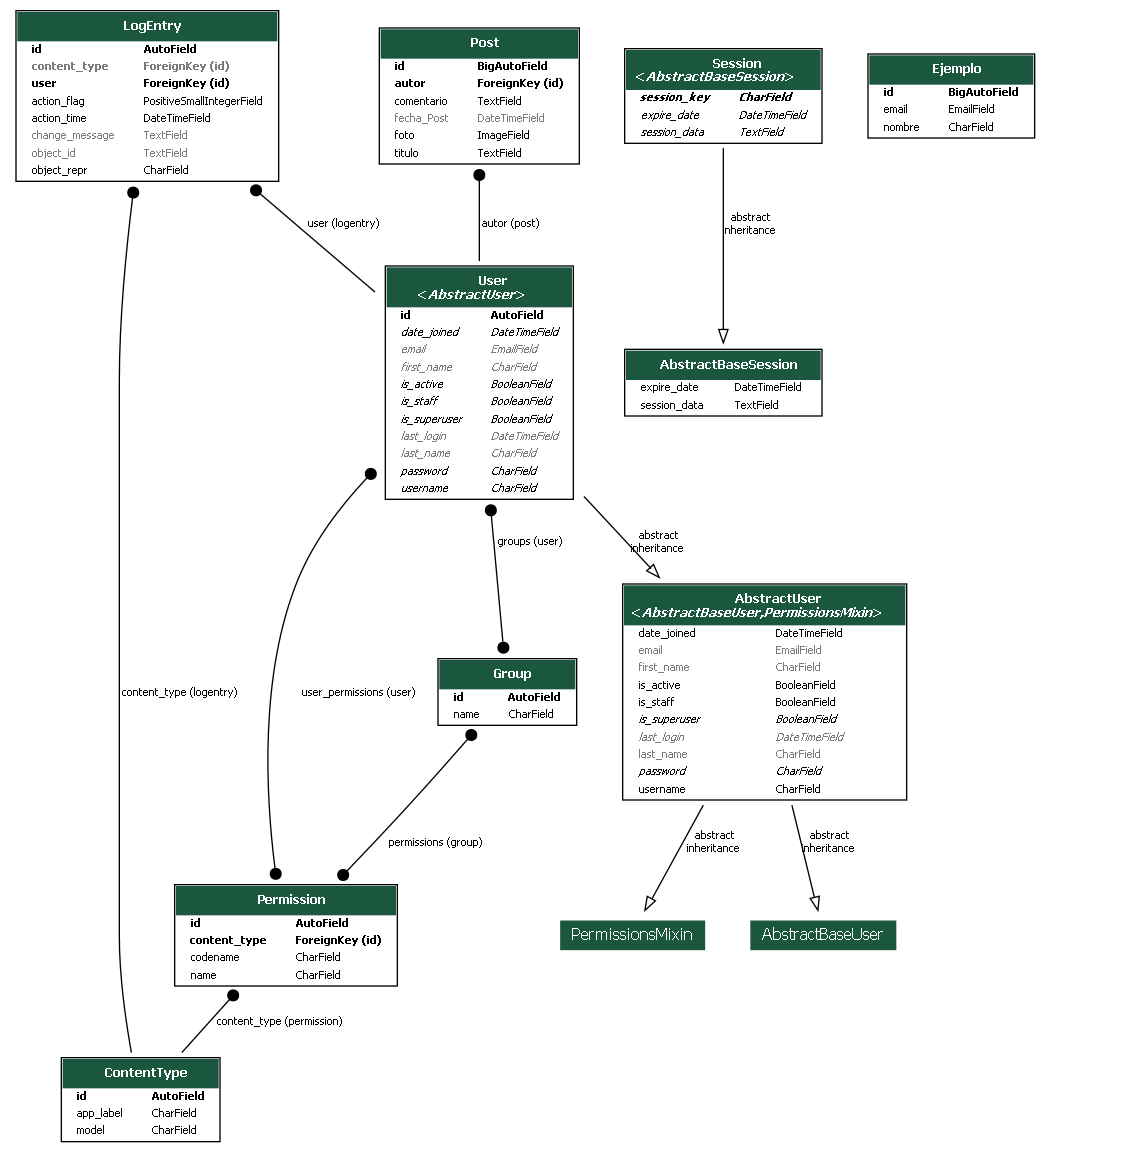 LogEntry
id AutoField
content_type ForeignKey (id)
user ForeignKey (id)
action_flag PositiveSmallIntegerField
action_time DateTimeField
change_message TextField
object_id TextField
object_repr CharField
Post
id BigAutoField
autor ForeignKey (id)
comentario TextField
fecha_Post DateTimeField
foto ImageField
titulo TextField
Session
<AbstractBaseSession>
session_key CharField
expire_date DateTimeField
session_data TextField
Ejemplo
id BigAutoField
email EmailField
nombre CharField
user (logentry)
autor (post)
abstract
inheritance
User
<AbstractUser>
id AutoField
date_joined DateTimeField
email EmailField
first_name CharField
is_active BooleanField
is_staff BooleanField
is_superuser BooleanField
last_login DateTimeField
last_name CharField
password CharField
username CharField
AbstractBaseSession
expire_date DateTimeField
session_data TextField
groups (user)
abstract
inheritance
AbstractUser
<AbstractBaseUser,PermissionsMixin>
date_joined DateTimeField
email EmailField
first_name CharField
is_active BooleanField
is_staff BooleanField
is_superuser BooleanField
last_login DateTimeField
last_name CharField
password CharField
username CharField
content_type (logentry)
user_permissions (user)
Group
id AutoField
name CharField
permissions (group)
abstract
inheritance
abstract
inheritance
Permission
id AutoField
content_type ForeignKey (id)
codename CharField
name CharField
PermissionsMixin
AbstractBaseUser
content_type (permission)
ContentType
id AutoField
app_label CharField
model CharField